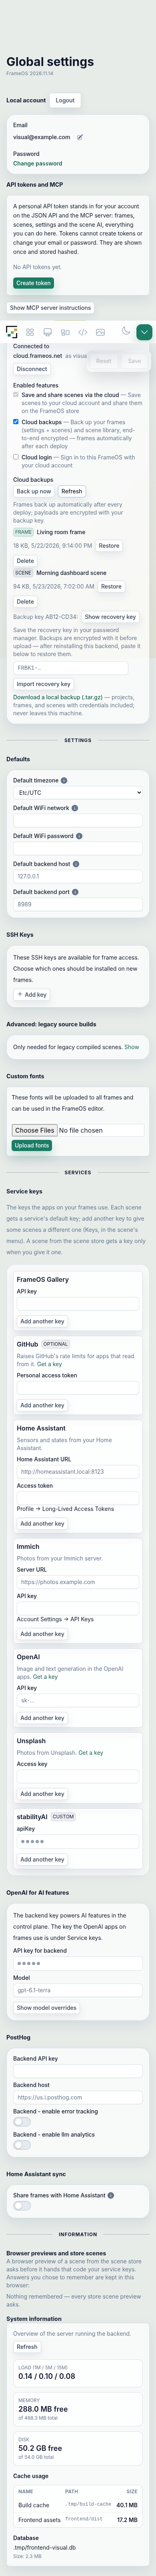 Global settings
FrameOS 2026.11.14
Local account Logout
Email
visual@example.com
Password
Change password
API tokens and MCP
A personal API token stands in for your account
on the JSON API and the MCP server: frames,
scenes, settings and the scene AI, everything
you can do here. Tokens cannot create tokens or
change your account or password. They are shown
once and stored hashed.
No API tokens yet.
Create token
Show MCP server instructions
Connected to
cloud.frameos.net as visua
Reset Save
Disconnect
Enabled features
Save and share scenes via the cloud — Save
scenes to your cloud account and share them
on the FrameOS store
Cloud backups — Back up your frames
(settings + scenes) and scene library, end-
to-end encrypted — frames automatically
after each deploy
Cloud login — Sign in to this FrameOS with
your cloud account
Cloud backups
Back up now Refresh
Frames back up automatically after every
deploy; payloads are encrypted with your
backup key.
FRAME Living room frame
18 KB, 5/22/2026, 9:14:00 PM Restore
Delete
SCENE Morning dashboard scene
94 KB, 5/23/2026, 7:02:00 AM Restore
Delete
Backup key AB12-CD34: Show recovery key
Save the recovery key in your password
manager. Backups are encrypted with it before
upload — after reinstalling this backend, paste it
below to restore them.
FRBK1-…
Import recovery key
Download a local backup (.tar.gz) — projects,
frames, and scenes with credentials included;
never leaves this machine.
SETTINGS
Defaults
Default timezone
Etc/UTC
Default WiFi network
Default WiFi password
Default backend host
127.0.0.1
Default backend port
8989
SSH Keys
These SSH keys are available for frame access.
Choose which ones should be installed on new
frames.
+ Add key
Advanced: legacy source builds
Only needed for legacy compiled scenes. Show
Custom fonts
These fonts will be uploaded to all frames and
can be used in the FrameOS editor.
Choose Files No file chosen
Upload fonts
SERVICES
Service keys
The keys the apps on your frames use. Each scene
gets a service's default key; add another key to give
some scenes a different one (Keys, in the scene's
menu). A scene from the scene store gets a key only
when you give it one.
FrameOS Gallery
API key
Add another key
GitHub OPTIONAL
Raises GitHub's rate limits for apps that read
from it. Get a key
Personal access token
Add another key
Home Assistant
Sensors and states from your Home
Assistant.
Home Assistant URL
http://homeassistant.local:8123
Access token
Profile → Long-Lived Access Tokens
Add another key
Immich
Photos from your Immich server.
Server URL
https://photos.example.com
API key
Account Settings → API Keys
Add another key
OpenAI
Image and text generation in the OpenAI
apps. Get a key
API key
sk-...
Add another key
Unsplash
Photos from Unsplash. Get a key
Access key
Add another key
stabilityAI CUSTOM
apiKey
Add another key
OpenAI for AI features
The backend key powers AI features in the
control plane. The key the OpenAI apps on
frames use is under Service keys.
API key for backend
Model
gpt-6.1-terra
Show model overrides
PostHog
Backend API key
Backend host
https://us.i.posthog.com
Backend - enable error tracking
Backend - enable llm analytics
Home Assistant sync
Share frames with Home Assistant
INFORMATION
Browser previews and store scenes
A browser preview of a scene from the scene store
asks before it hands that code your service keys.
Answers you chose to remember are kept in this
browser:
Nothing remembered — every store scene preview
asks.
System information
Overview of the server running the backend.
Refresh
LOAD (1M / 5M / 15M)
0.14 / 0.10 / 0.08
MEMORY
288.0 MB free
of 488.3 MB total
DISK
50.2 GB free
of 54.0 GB total
Cache usage
NAME PATH SIZE
Build cache .tmp/build-cache 40.1 MB
Frontend assets frontend/dist 17.2 MB
Database
.tmp/frontend-visual.db
Size: 2.3 MB